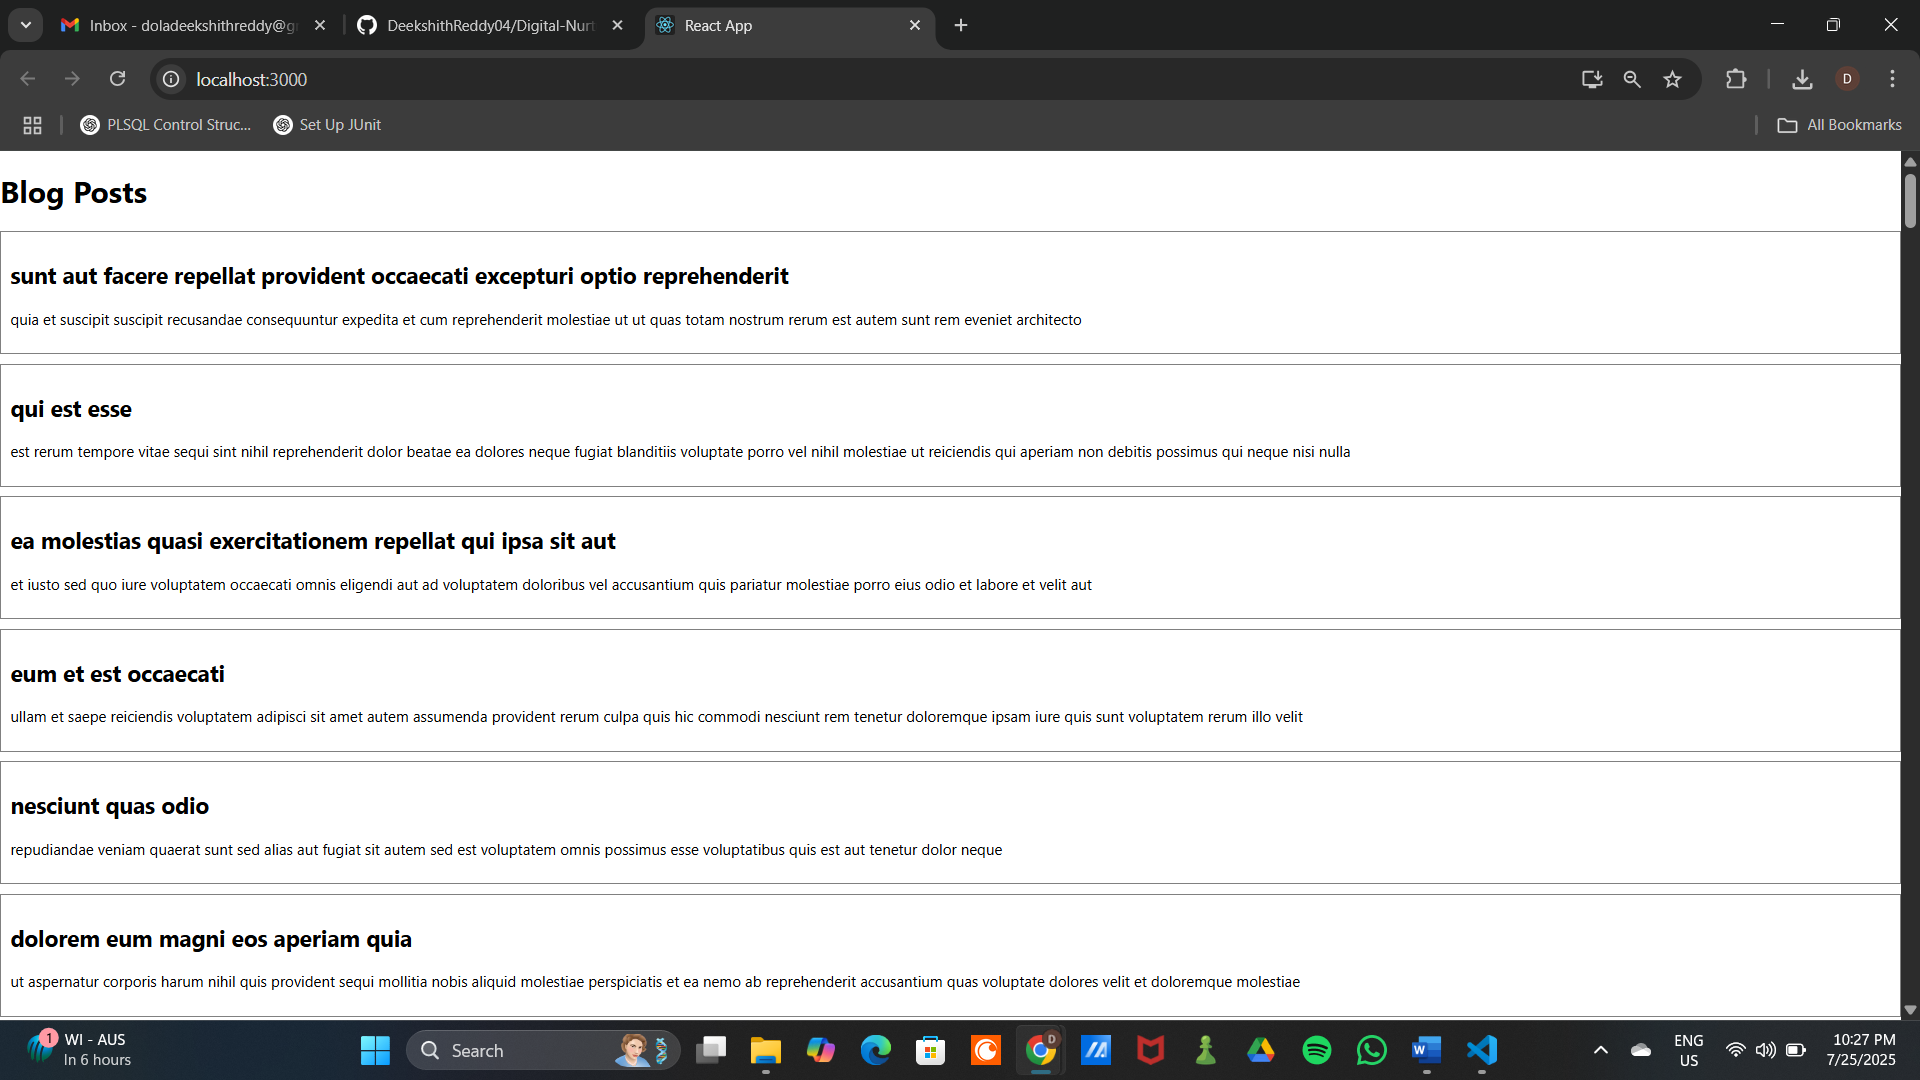 Inbox - doladeekshithreddy@g
DeekshithReddy04/Digital-Nurt
React App
localhost:3000
D
PLSQL Control Struc...
Set Up JUnit
All Bookmarks
Blog Posts
sunt aut facere repellat provident occaecati excepturi optio reprehenderit
quia et suscipit suscipit recusandae consequuntur expedita et cum reprehenderit molestiae ut ut quas totam nostrum rerum est autem sunt rem eveniet architecto
qui est esse
est rerum tempore vitae sequi sint nihil reprehenderit dolor beatae ea dolores neque fugiat blanditiis voluptate porro vel nihil molestiae ut reiciendis qui aperiam non debitis possimus qui neque nisi nulla
ea molestias quasi exercitationem repellat qui ipsa sit aut
et iusto sed quo iure voluptatem occaecati omnis eligendi aut ad voluptatem doloribus vel accusantium quis pariatur molestiae porro eius odio et labore et velit aut
eum et est occaecati
ullam et saepe reiciendis voluptatem adipisci sit amet autem assumenda provident rerum culpa quis hic commodi nesciunt rem tenetur doloremque ipsam iure quis sunt voluptatem rerum illo velit
nesciunt quas odio
repudiandae veniam quaerat sunt sed alias aut fugiat sit autem sed est voluptatem omnis possimus esse voluptatibus quis est aut tenetur dolor neque
dolorem eum magni eos aperiam quia
ut aspernatur corporis harum nihil quis provident sequi mollitia nobis aliquid molestiae perspiciatis et ea nemo ab reprehenderit accusantium quas voluptate dolores velit et doloremque molestiae
1
WI - AUS
In 6 hours
Search
D
W
ENG
US
10:27 PM
7/25/2025